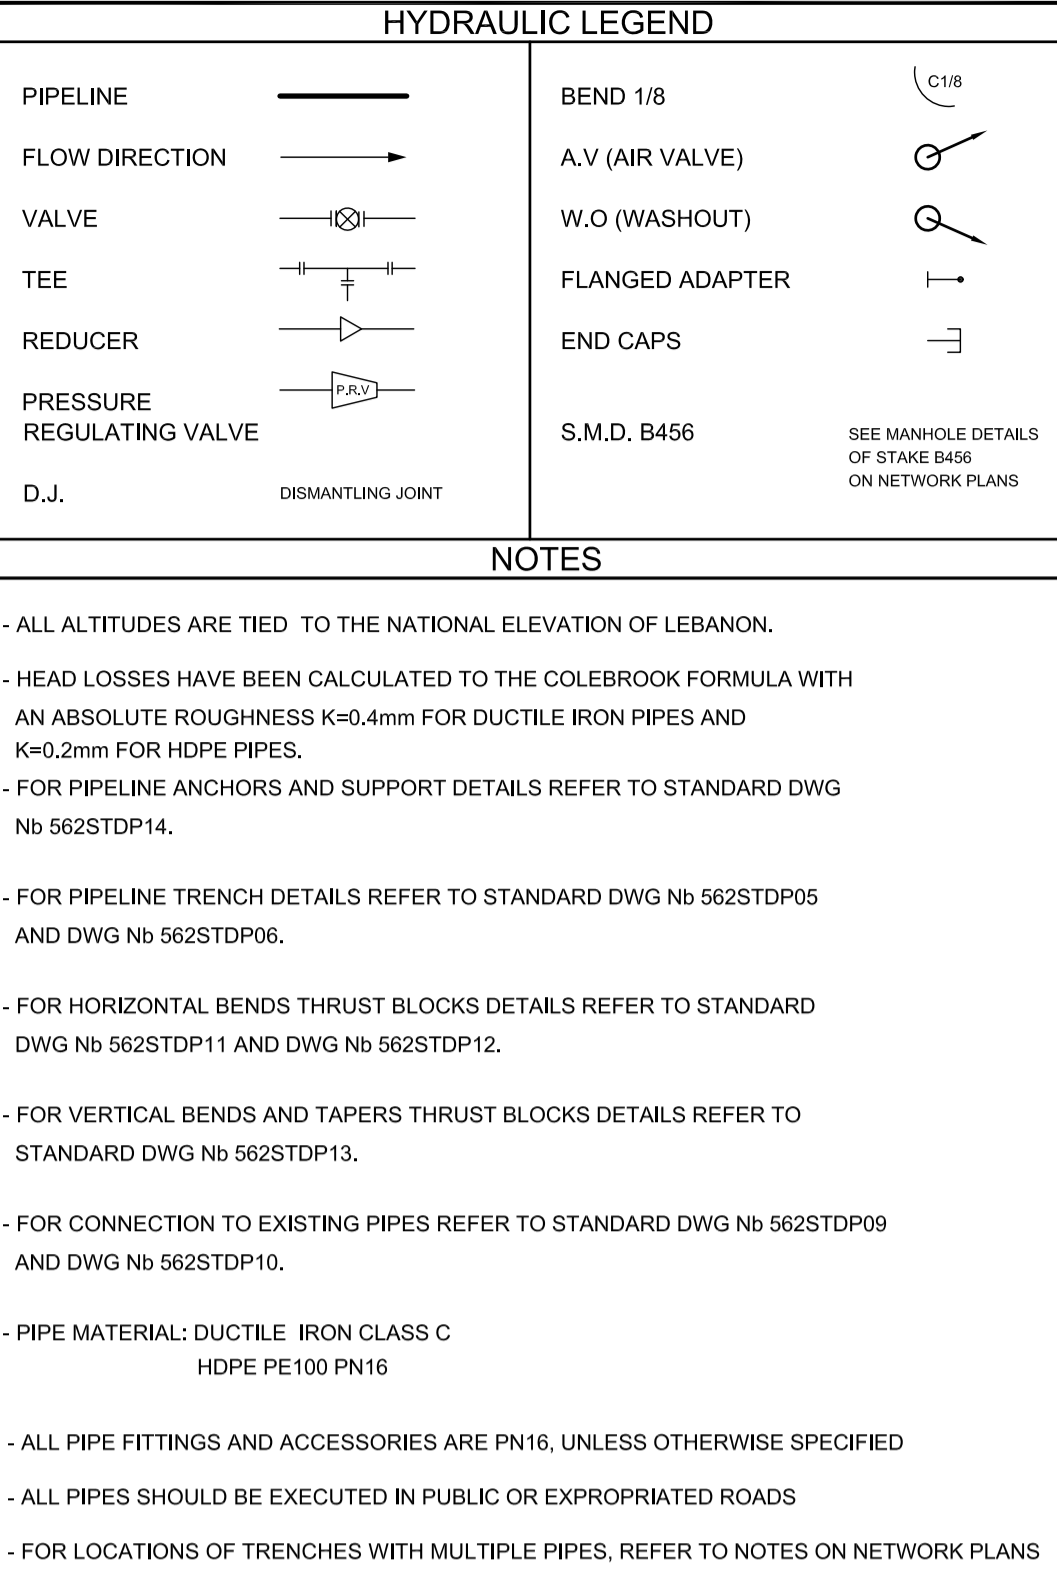 HYDRAULIC LEGEND
PIPELINE
FLOW DIRECTION
VALVE
TEE
REDUCER
PRESSURE
REGULATING VALVE
P.R.V
D.J.
DISMANTLING JOINT
BEND 1/8
C1/8
A.V (AIR VALVE)
W.O (WASHOUT)
FLANGED ADAPTER
END CAPS
S.M.D. B456
SEE MANHOLE DETAILS
OF STAKE B456
ON NETWORK PLANS
NOTES
- ALL ALTITUDES ARE TIED TO THE NATIONAL ELEVATION OF LEBANON.
- HEAD LOSSES HAVE BEEN CALCULATED TO THE COLEBROOK FORMULA WITH
AN ABSOLUTE ROUGHNESS K=0.4mm FOR DUCTILE IRON PIPES AND
K=0.2mm FOR HDPE PIPES.
- FOR PIPELINE ANCHORS AND SUPPORT DETAILS REFER TO STANDARD DWG
Nb 562STDP14.
- FOR PIPELINE TRENCH DETAILS REFER TO STANDARD DWG Nb 562STDP05
AND DWG Nb 562STDP06.
- FOR HORIZONTAL BENDS THRUST BLOCKS DETAILS REFER TO STANDARD
DWG Nb 562STDP11 AND DWG Nb 562STDP12.
- FOR VERTICAL BENDS AND TAPERS THRUST BLOCKS DETAILS REFER TO
STANDARD DWG Nb 562STDP13.
- FOR CONNECTION TO EXISTING PIPES REFER TO STANDARD DWG Nb 562STDP09
AND DWG Nb 562STDP10.
- PIPE MATERIAL: DUCTILE IRON CLASS C
HDPE PE100 PN16
- ALL PIPE FITTINGS AND ACCESSORIES ARE PN16, UNLESS OTHERWISE SPECIFIED
- ALL PIPES SHOULD BE EXECUTED IN PUBLIC OR EXPROPRIATED ROADS
- FOR LOCATIONS OF TRENCHES WITH MULTIPLE PIPES, REFER TO NOTES ON NETWORK PLANS